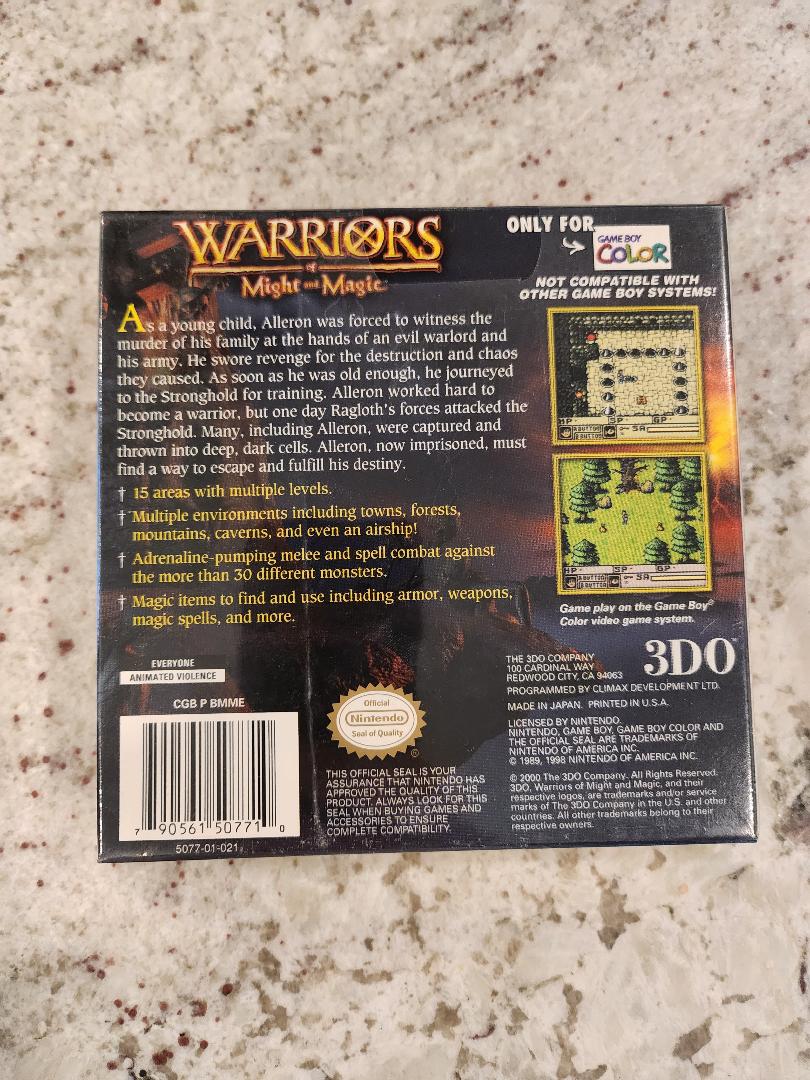 WARRIORS
of
Might and Magic™
ONLY FOR
GAME BOY
COLOR
NOT COMPATIBLE WITH
OTHER GAME BOY SYSTEMS!
As a young child, Alleron was forced to witness the
murder of his family at the hands of an evil warlord and
his army. He swore revenge for the destruction and chaos
they caused. As soon as he was old enough, he journeyed
to the Stronghold for training. Alleron worked hard to
become a warrior, but one day Ragloth's forces attacked the
Stronghold. Many, including Alleron, were captured and
thrown into deep, dark cells. Alleron, now imprisoned, must
find a way to escape and fulfill his destiny.
† 15 areas with multiple levels.
† Multiple environments including towns, forests,
mountains, caverns, and even an airship!
† Adrenaline-pumping melee and spell combat against
the more than 30 different monsters.
† Magic items to find and use including armor, weapons,
magic spells, and more.
HP SP GP
A BUTTON SA
B BUTTON
HP SP GP
A BUTTON SA
B BUTTON
Game play on the Game Boy®
Color video game system.
EVERYONE
ANIMATED VIOLENCE
CGB P BMME
7 90561 50771 0
5077-01-021
Official
Nintendo
Seal of Quality
®
THIS OFFICIAL SEAL IS YOUR
ASSURANCE THAT NINTENDO HAS
APPROVED THE QUALITY OF THIS
PRODUCT. ALWAYS LOOK FOR THIS
SEAL WHEN BUYING GAMES AND
ACCESSORIES TO ENSURE
COMPLETE COMPATIBILITY.
THE 3DO COMPANY
100 CARDINAL WAY
REDWOOD CITY, CA 94063
3DO™
PROGRAMMED BY CLIMAX DEVELOPMENT LTD.
MADE IN JAPAN. PRINTED IN U.S.A.
LICENSED BY NINTENDO.
NINTENDO, GAME BOY, GAME BOY COLOR AND
THE OFFICIAL SEAL ARE TRADEMARKS OF
NINTENDO OF AMERICA INC.
© 1989, 1998 NINTENDO OF AMERICA INC.
© 2000 The 3DO Company. All Rights Reserved.
3DO, Warriors of Might and Magic, and their
respective logos, are trademarks and/or service
marks of The 3DO Company in the U.S. and other
countries. All other trademarks belong to their
respective owners.